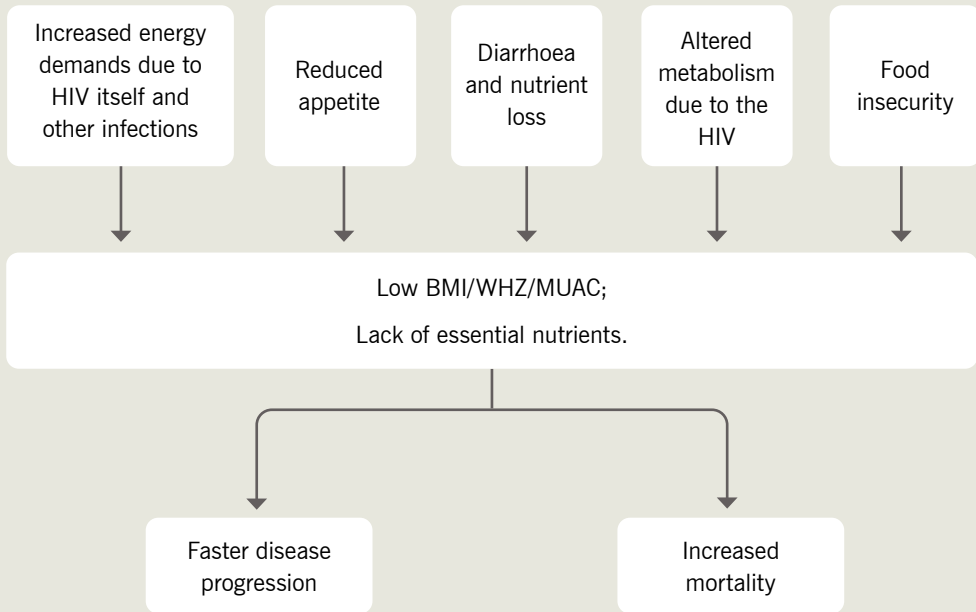 Increased energy
demands due to
HIV itself and
other infections
Reduced
appetite
Diarrhoea
and nutrient
loss
Altered
metabolism
due to the
HIV
Food
insecurity
Low BMI/WHZ/MUAC;
Lack of essential nutrients.
Faster disease
progression
Increased
mortality